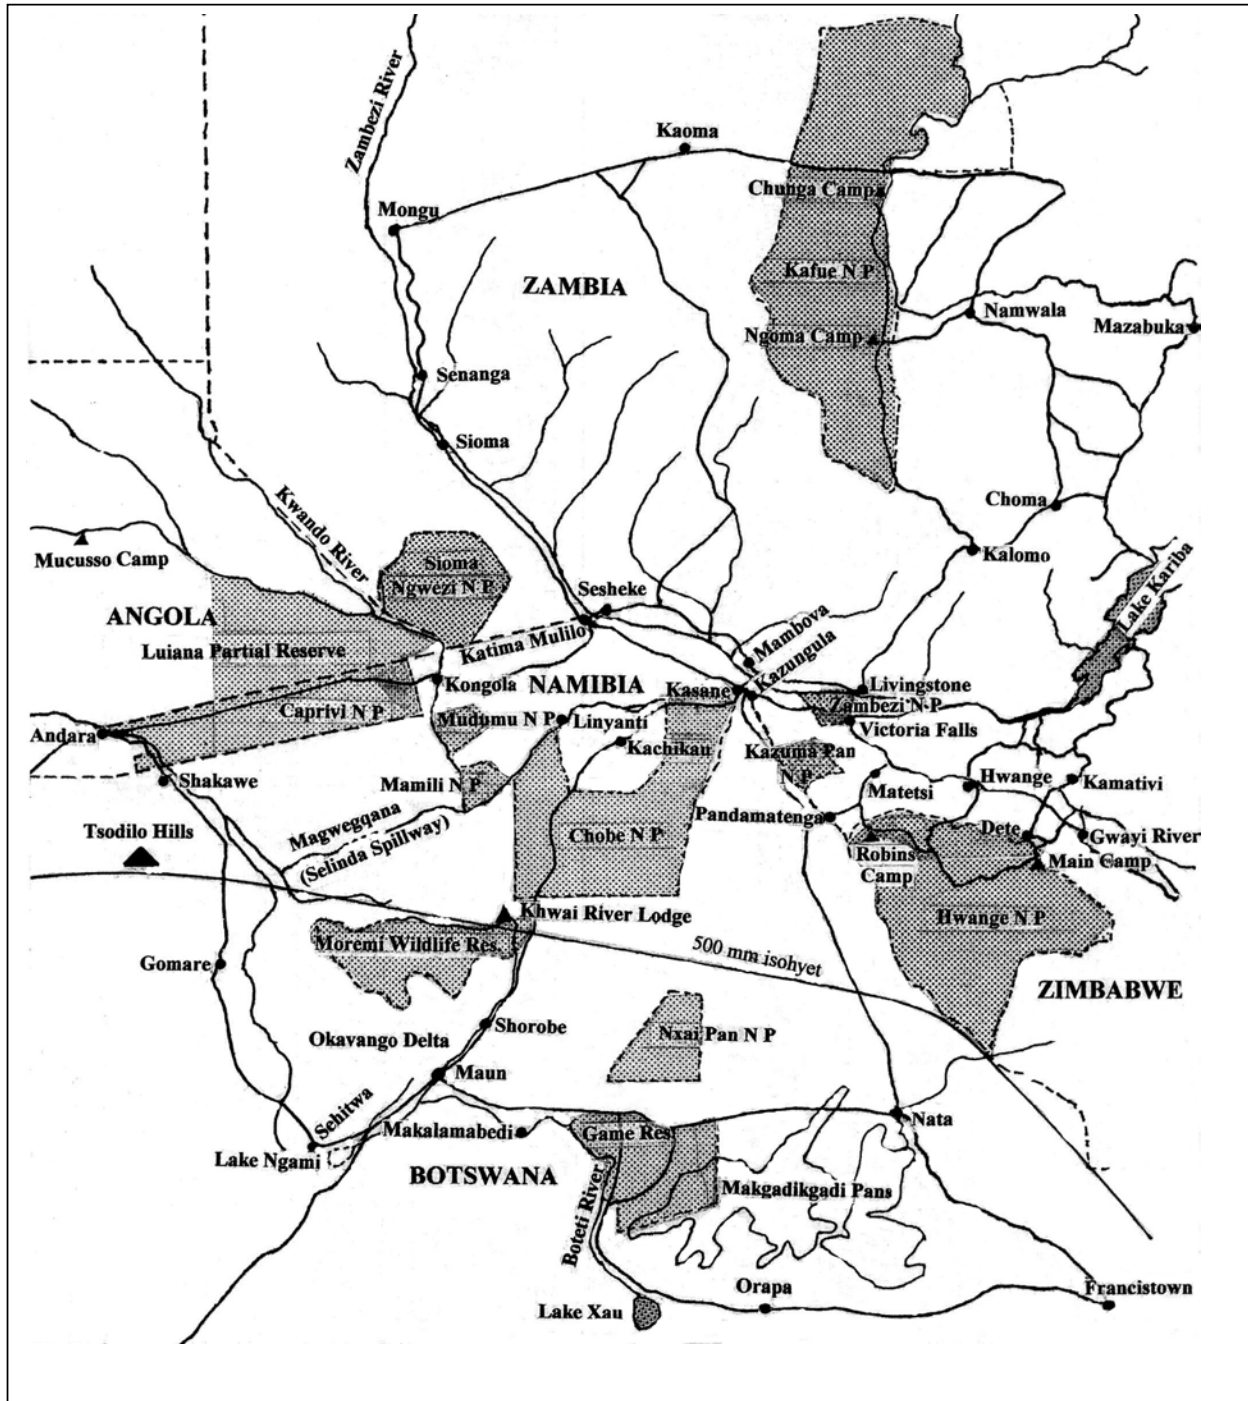 Zambezi River
Kaoma
Chunga Camp
Mongu
Kafue N P
ZAMBIA
Namwala
Mazabuka
Ngoma Camp
Senanga
Sioma
Choma
Kwando River
Kalomo
Mucusso Camp
Sioma
Ngwezi N P
Lake Kariba
Sesheke
ANGOLA
Katima Mulilo
Mambova
Luiana Partial Reserve
Kazungula
Kongola
NAMIBIA
Kasane
Livingstone
Caprivi N P
Zambezi N P
Mudumu N P
Linyanti
Victoria Falls
Andara
Kachikau
Kazuma Pan
N P
Shakawe
Mamili N P
Matetsi
Hwange
Kamativi
Magwegqana
(Selinda Spillway)
Pandamatenga
Tsodilo Hills
Chobe N P
Dete
Gwayi River
Robins
Camp
Main Camp
Khwai River Lodge
Hwange N P
Moremi Wildlife Res.
500 mm isohyet
Gomare
ZIMBABWE
Shorobe
Nxai Pan N P
Okavango Delta
Maun
Sehitwa
Nata
Makalamabedi
Game Res
Lake Ngami
BOTSWANA
Makgadikgadi Pans
Boteti River
Orapa
Francistown
Lake Xau